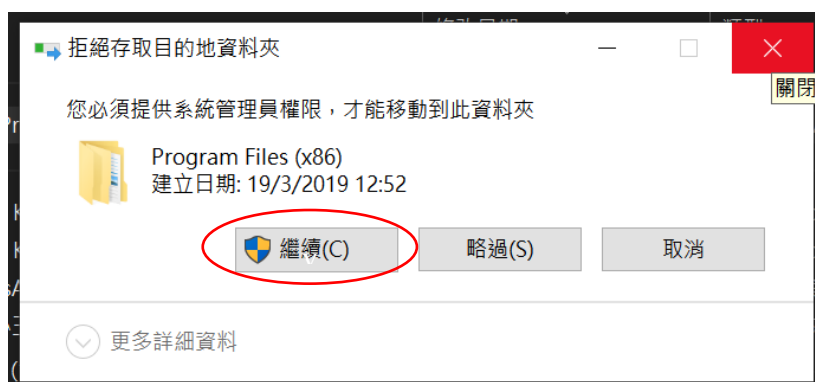 拒絕存取目的地資料夾
關閉
您必須提供系統管理員權限，才能移動到此資料夾
Program Files (x86)
建立日期: 19/3/2019 12:52
繼續(C)
略過(S)
取消
更多詳細資料